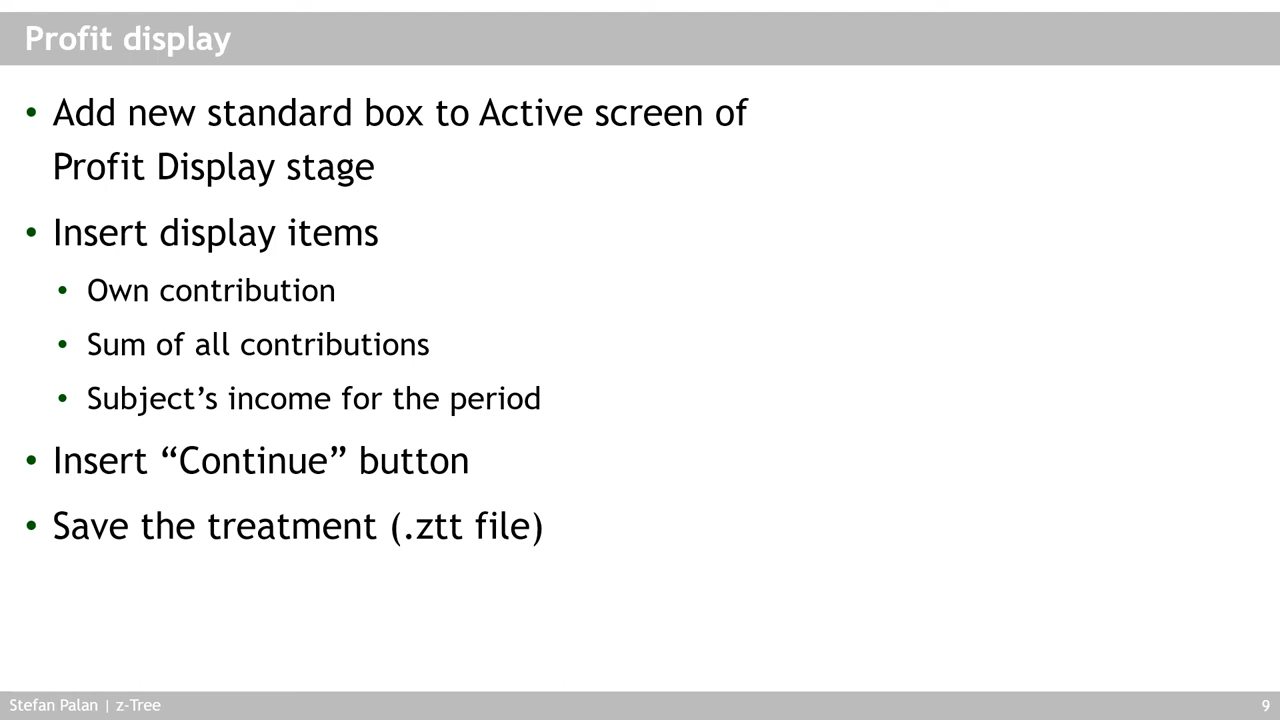 Profit display
• Add new standard box to Active screen of
Profit Display stage
• Insert display items
• Own contribution
• Sum of all contributions
• Subject’s income for the period
• Insert “Continue” button
• Save the treatment (.ztt file)
Stefan Palan | z-Tree
9